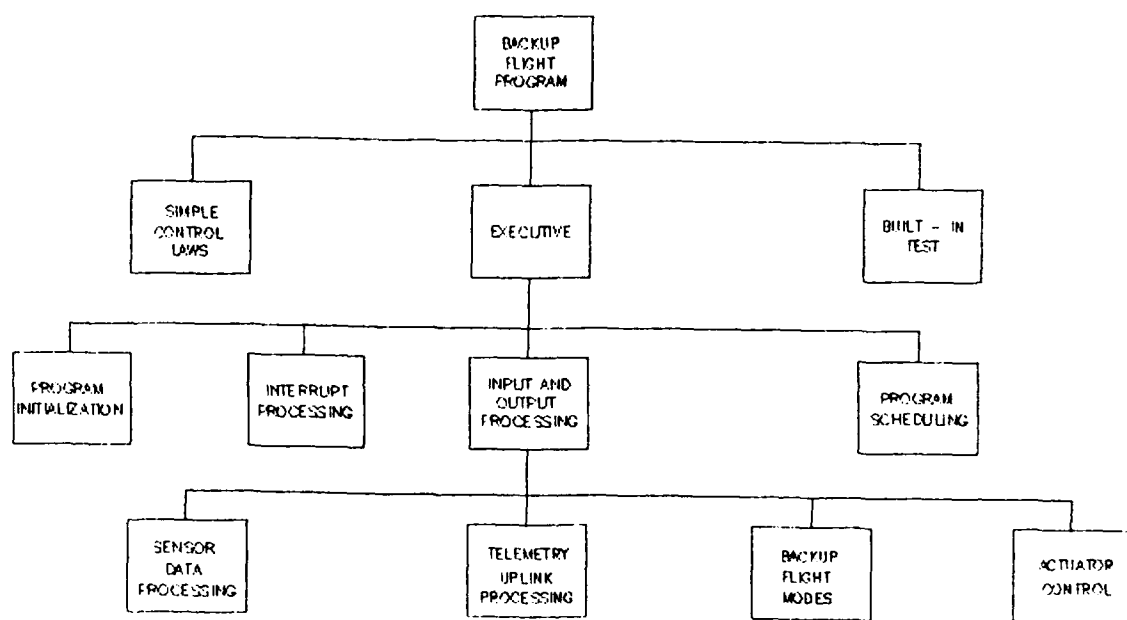 BACKUP
FLIGHT
PROGRAM
SIMPLE
CONTROL
LAWS
EXECUTIVE
BUILT - IN
TEST
PROGRAM
INITIALIZATION
INTERRUPT
PROCESSING
INPUT AND
OUTPUT
PROCESSING
PROGRAM
SCHEDULING
SENSOR
DATA
PROCESSING
TELEMETRY
UPLINK
PROCESSING
BACKUP
FLIGHT
MODES
ACTUATOR
CONTROL